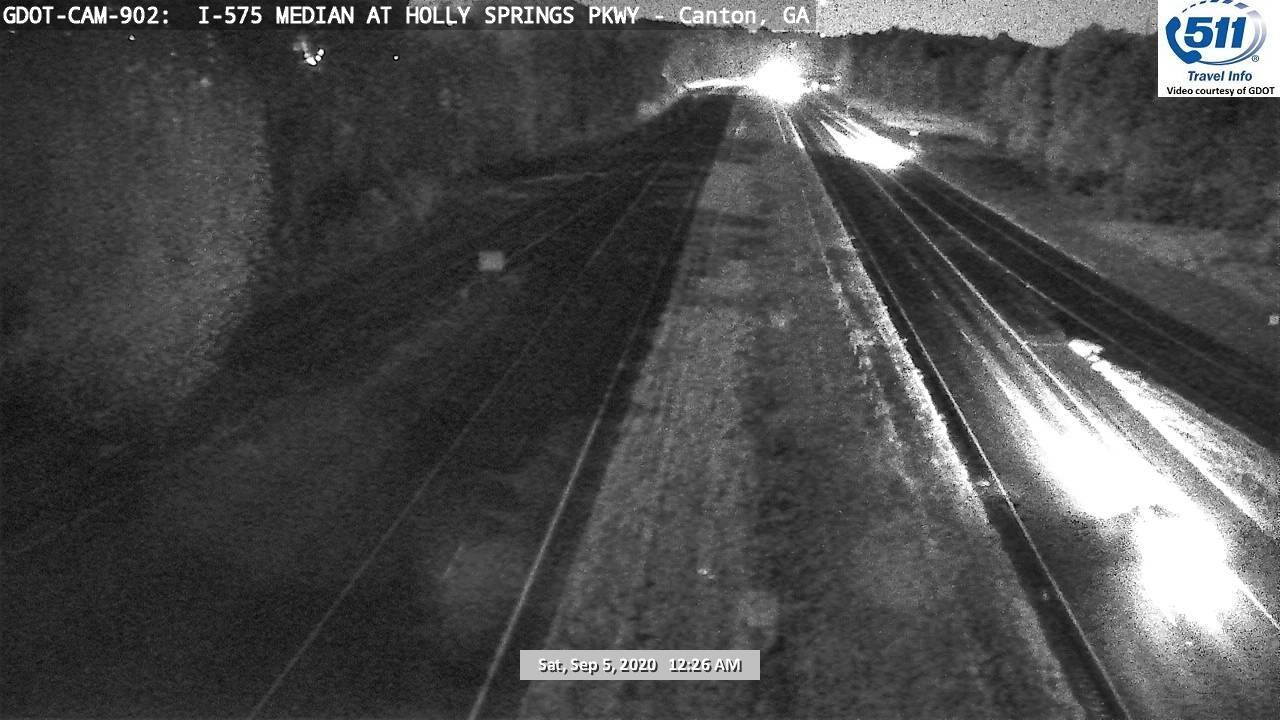 GDOT-CAM-902: I-575 MEDIAN AT HOLLY SPRINGS PKWY - Canton, GA
511
®
Travel Info
Video courtesy of GDOT
Sat, Sep 5, 2020 12:26 AM